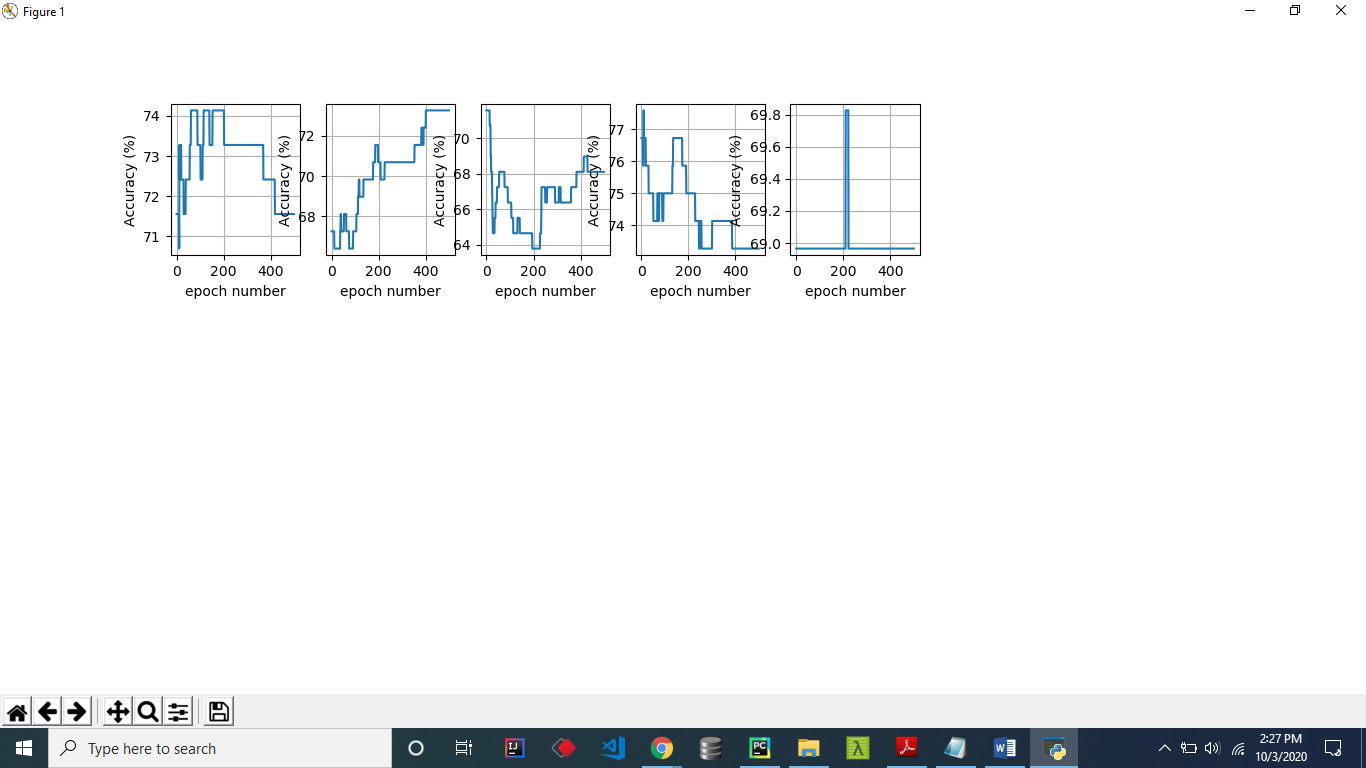 Figure 1
74
73
72
71
Accuracy (%)
0 200 400
epoch number
72
70
68
Accuracy (%)
0 200 400
epoch number
70
68
66
64
Accuracy (%)
0 200 400
epoch number
77
76
75
74
Accuracy (%)
0 200 400
epoch number
69.8
69.6
69.4
69.2
69.0
Accuracy (%)
0 200 400
epoch number
Type here to search
IJ
PC
λ
W
2:27 PM
10/3/2020